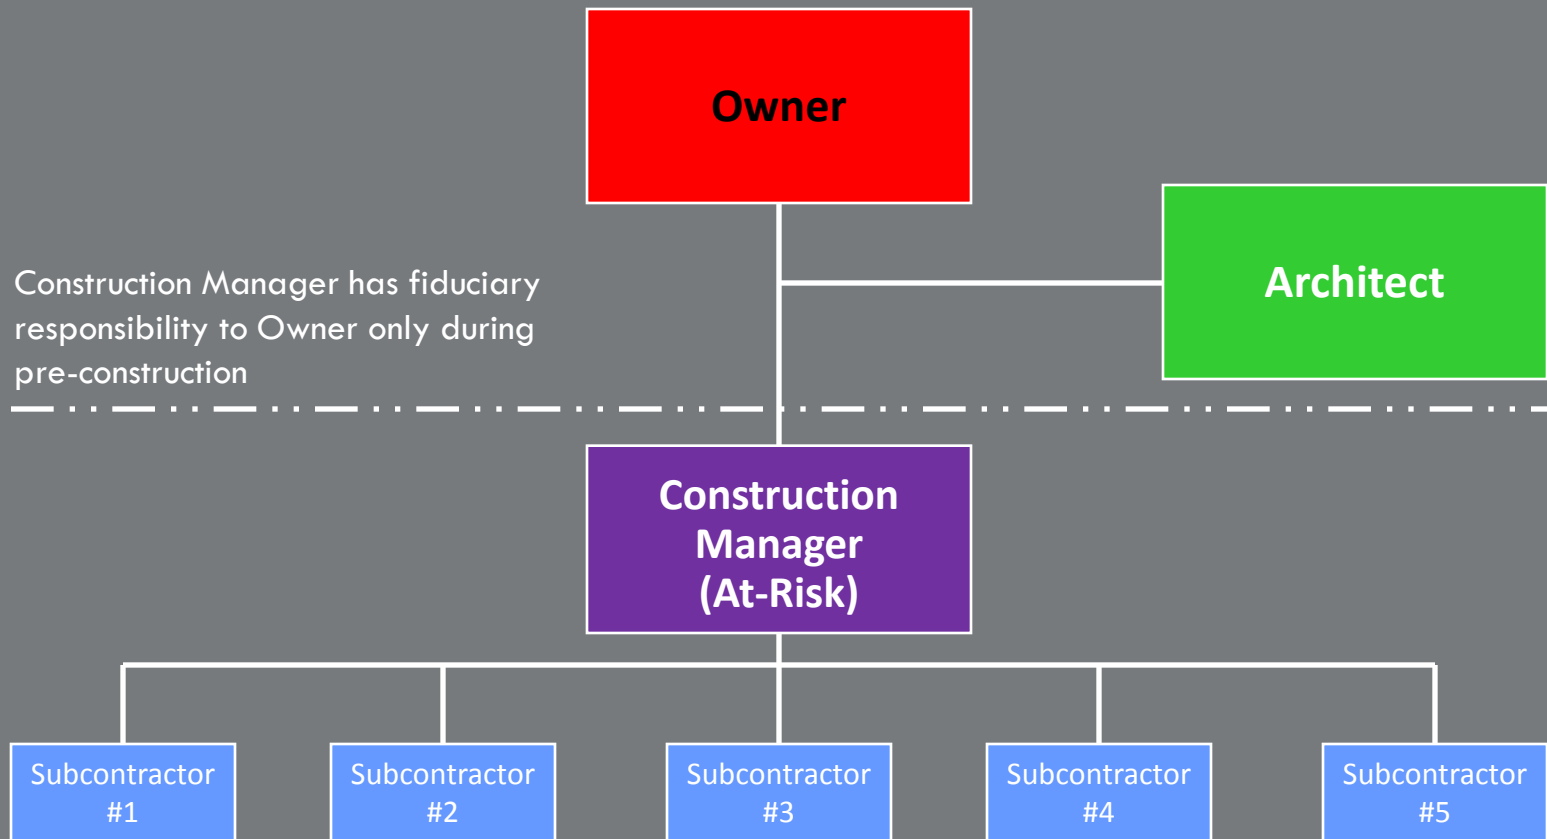 Owner
Architect
Construction Manager has fiduciary
responsibility to Owner only during
pre-construction
Construction
Manager
(At-Risk)
Subcontractor
#1
Subcontractor
#2
Subcontractor
#3
Subcontractor
#4
Subcontractor
#5